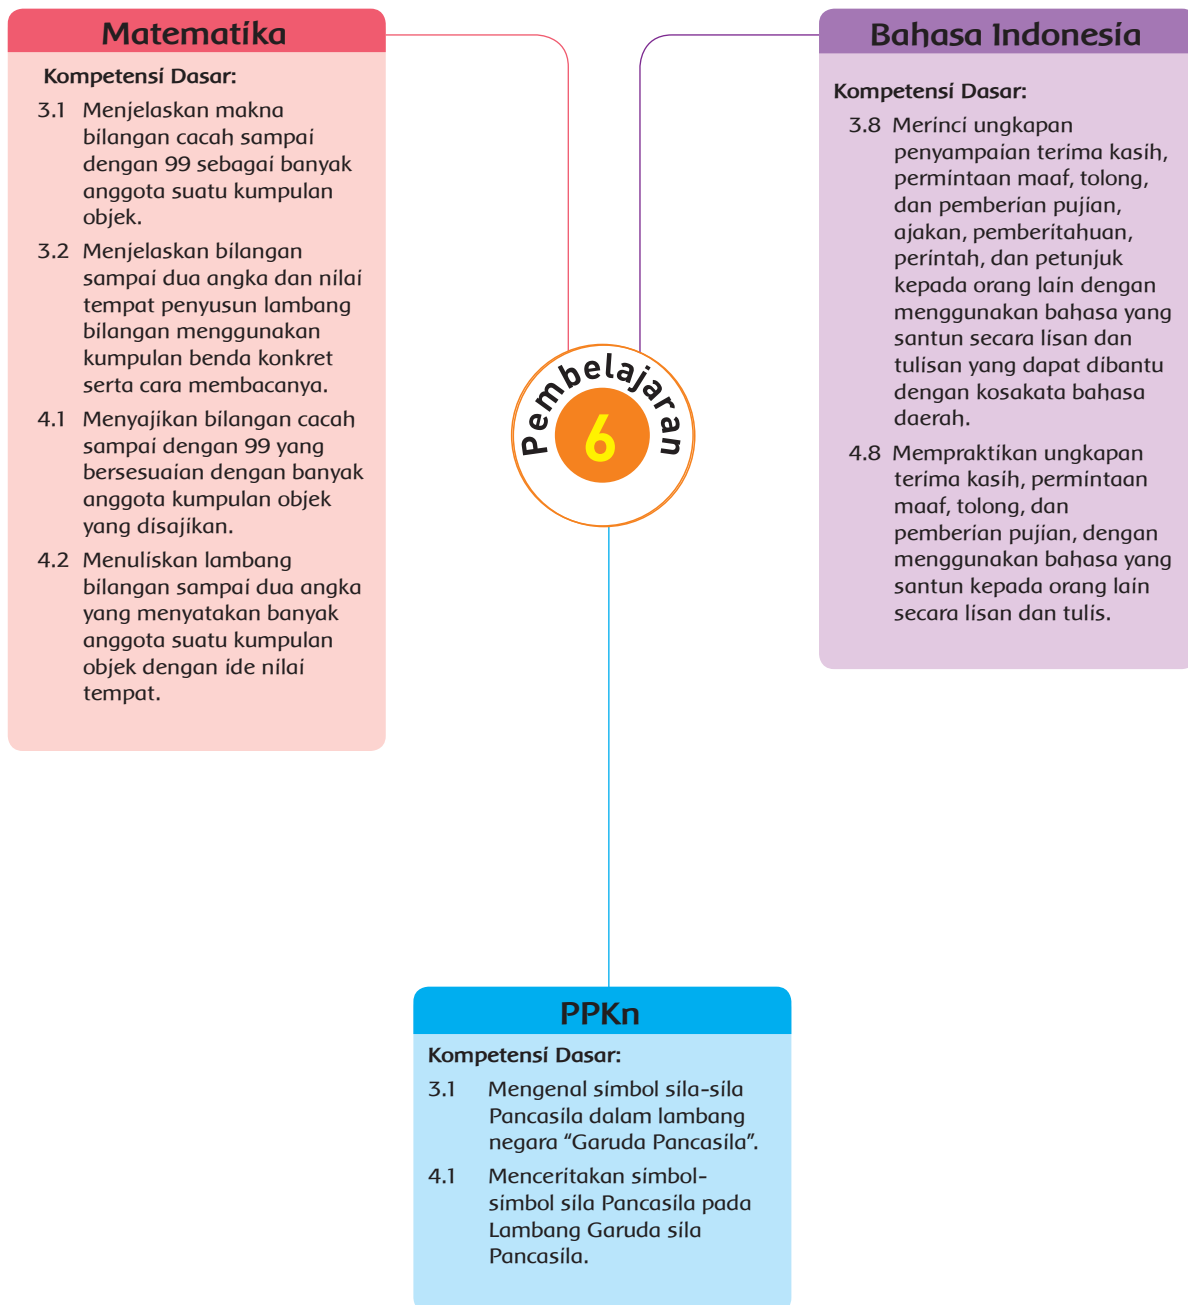 Matematika
Kompetensi Dasar:
3.1 Menjelaskan makna
bilangan cacah sampai
dengan 99 sebagai banyak
anggota suatu kumpulan
objek.
3.2 Menjelaskan bilangan
sampai dua angka dan nilai
tempat penyusun lambang
bilangan menggunakan
kumpulan benda konkret
serta cara membacanya.
4.1 Menyajikan bilangan cacah
sampai dengan 99 yang
bersesuaian dengan banyak
anggota kumpulan objek
yang disajikan.
4.2 Menuliskan lambang
bilangan sampai dua angka
yang menyatakan banyak
anggota suatu kumpulan
objek dengan ide nilai
tempat.
Bahasa Indonesia
Kompetensi Dasar:
3.8 Merinci ungkapan
penyampaian terima kasih,
permintaan maaf, tolong,
dan pemberian pujian,
ajakan, pemberitahuan,
perintah, dan petunjuk
kepada orang lain dengan
menggunakan bahasa yang
santun secara lisan dan
tulisan yang dapat dibantu
dengan kosakata bahasa
daerah.
4.8 Mempraktikan ungkapan
terima kasih, permintaan
maaf, tolong, dan
pemberian pujian, dengan
menggunakan bahasa yang
santun kepada orang lain
secara lisan dan tulis.
Pembelajaran
6
PPKn
Kompetensi Dasar:
3.1 Mengenal simbol sila-sila
Pancasila dalam lambang
negara “Garuda Pancasila”.
4.1 Menceritakan simbol-
simbol sila Pancasila pada
Lambang Garuda sila
Pancasila.